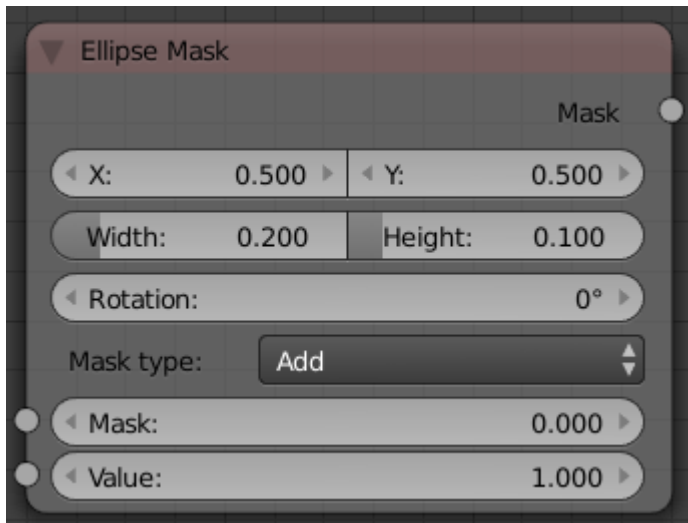 Ellipse Mask
Mask
X: 0.500 Y: 0.500
Width: 0.200 Height: 0.100
Rotation: 0°
Mask type: Add
Mask: 0.000
Value: 1.000